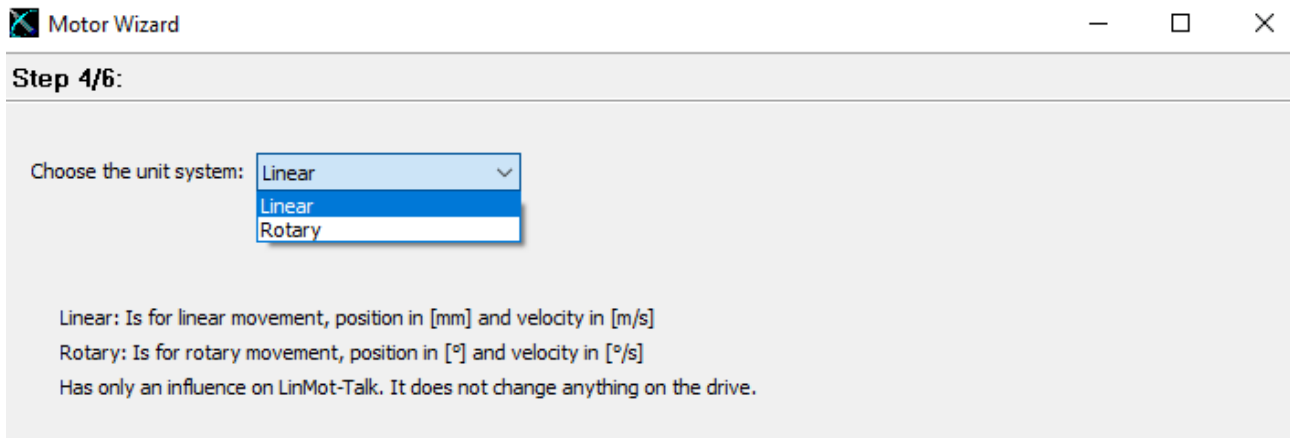 Motor Wizard
Step 4/6:
Choose the unit system: Linear
Linear
Rotary
Linear: Is for linear movement, position in [mm] and velocity in [m/s]
Rotary: Is for rotary movement, position in [°] and velocity in [°/s]
Has only an influence on LinMot-Talk. It does not change anything on the drive.